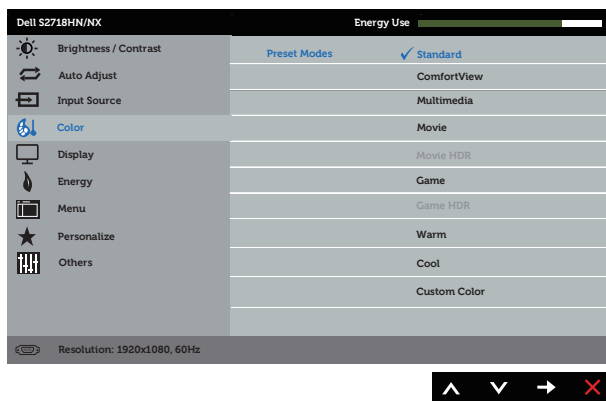 Dell S2718HN/NX Energy Use
Brightness / Contrast
Auto Adjust
Input Source
Color
Display
Energy
Menu
Personalize
Others
Preset Modes ✓ Standard
ComfortView
Multimedia
Movie
Movie HDR
Game
Game HDR
Warm
Cool
Custom Color
Resolution: 1920x1080, 60Hz